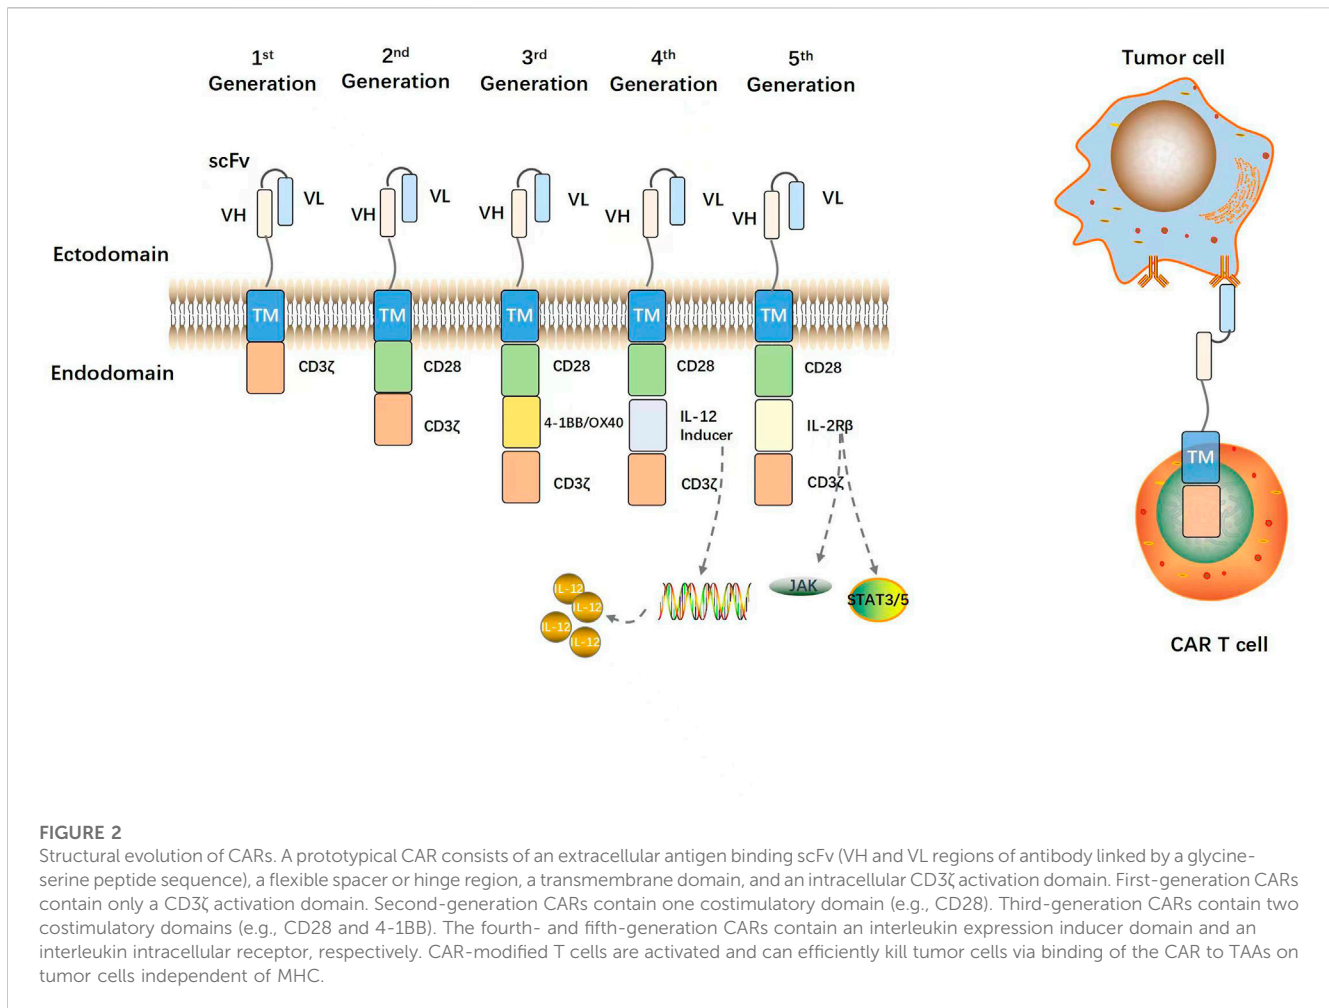 1st Generation
2nd Generation
3rd Generation
4th Generation
5th Generation
Tumor cell
scFv
VH
VL
VH
VL
VH
VL
VH
VL
VH
VL
Ectodomain
TM
TM
TM
TM
TM
Endodomain
CD3ζ
CD28
CD28
CD28
CD28
CD3ζ
4-1BB/OX40
IL-12
Inducer
IL-2Rβ
CD3ζ
CD3ζ
CD3ζ
TM
IL-12
IL-12
IL-12
IL-12
JAK
STAT3/5
CAR T cell
FIGURE 2
Structural evolution of CARs. A prototypical CAR consists of an extracellular antigen binding scFv (VH and VL regions of antibody linked by a glycine-
serine peptide sequence), a flexible spacer or hinge region, a transmembrane domain, and an intracellular CD3ζ activation domain. First-generation CARs
contain only a CD3ζ activation domain. Second-generation CARs contain one costimulatory domain (e.g., CD28). Third-generation CARs contain two
costimulatory domains (e.g., CD28 and 4-1BB). The fourth- and fifth-generation CARs contain an interleukin expression inducer domain and an
interleukin intracellular receptor, respectively. CAR-modified T cells are activated and can efficiently kill tumor cells via binding of the CAR to TAAs on
tumor cells independent of MHC.